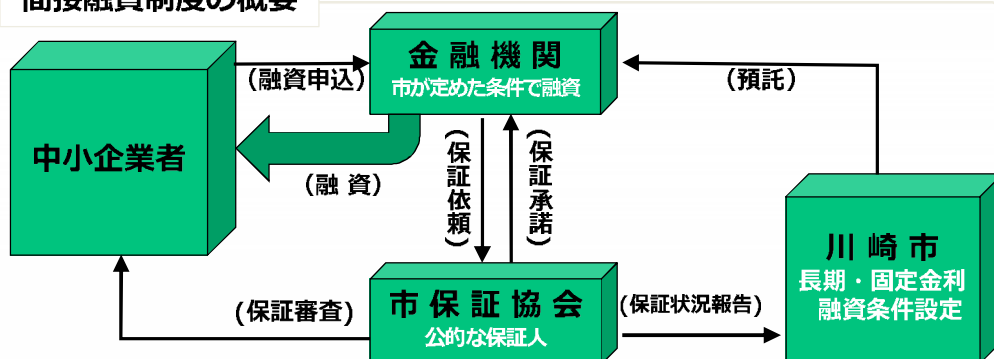 間接融資制度の概要
金融機関
市が定めた条件で融資
(融資申込)
(預託)
中小企業者
(融資)
(保証依頼)
(保証承諾)
川崎市
長期・固定金利
融資条件設定
市保証協会
公的な保証人
(保証審査)
(保証状況報告)